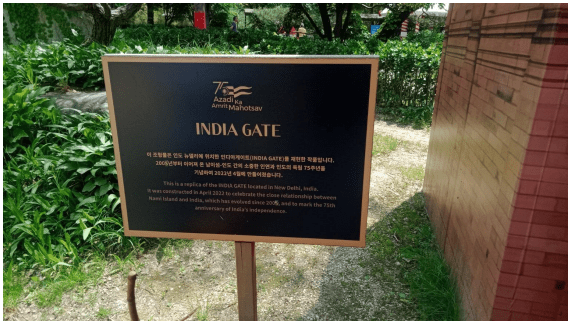 75
Azadi
Ka
Amrit Mahotsav
INDIA GATE
이 조형물은 인도 뉴델리에 위치한 인디아게이트(INDIA GATE)를 재현한 작품입니다.
2005년부터 이어져 온 남이섬-인도 간의 소중한 인연과 인도의 독립 75주년을
기념하여 2022년 4월에 만들어졌습니다.
This is a replica of the INDIA GATE located in New Delhi, India.
It was constructed in April 2022 to celebrate the close relationship between
Nami Island and India, which has evolved since 2005, and to mark the 75th
anniversary of India's Independence.